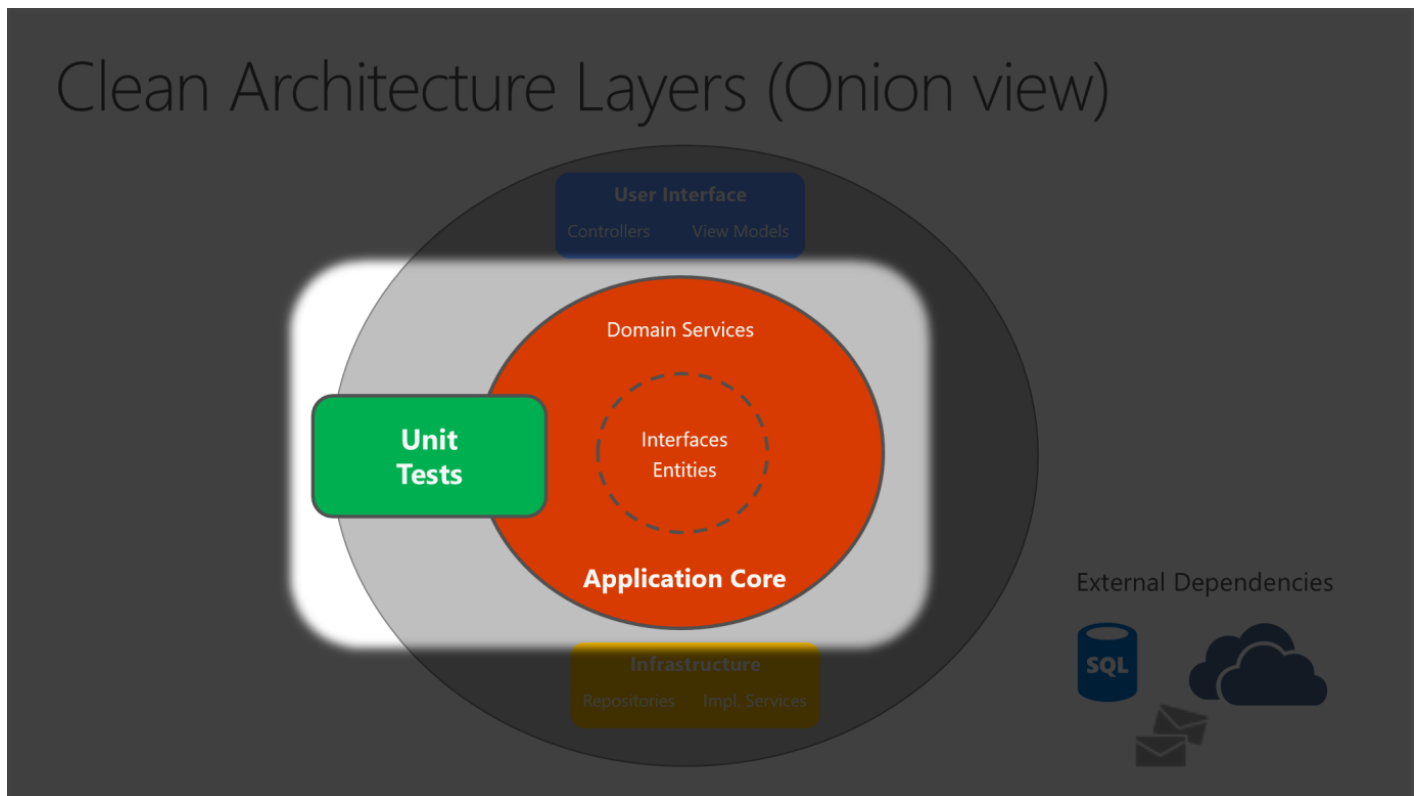 Clean Architecture Layers (Onion view)
User Interface
Controllers View Models
Domain Services
Interfaces
Entities
Unit
Tests
Application Core
External Dependencies
SQL
Infrastructure
Repositories Impl. Services